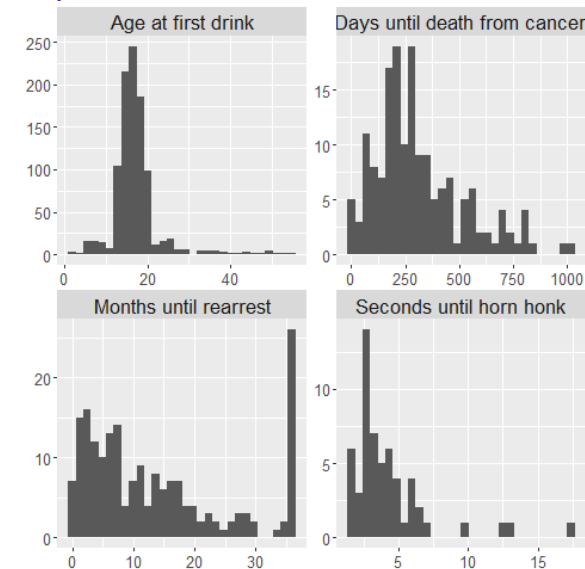 Age at first drink
Days until death from cancer
250
200
150
100
50
0
0 20 40
15
10
5
0
0 250 500 750 1000
Months until rearrest
Seconds until horn honk
20
10
0
0 10 20 30
10
5
0
5 10 15